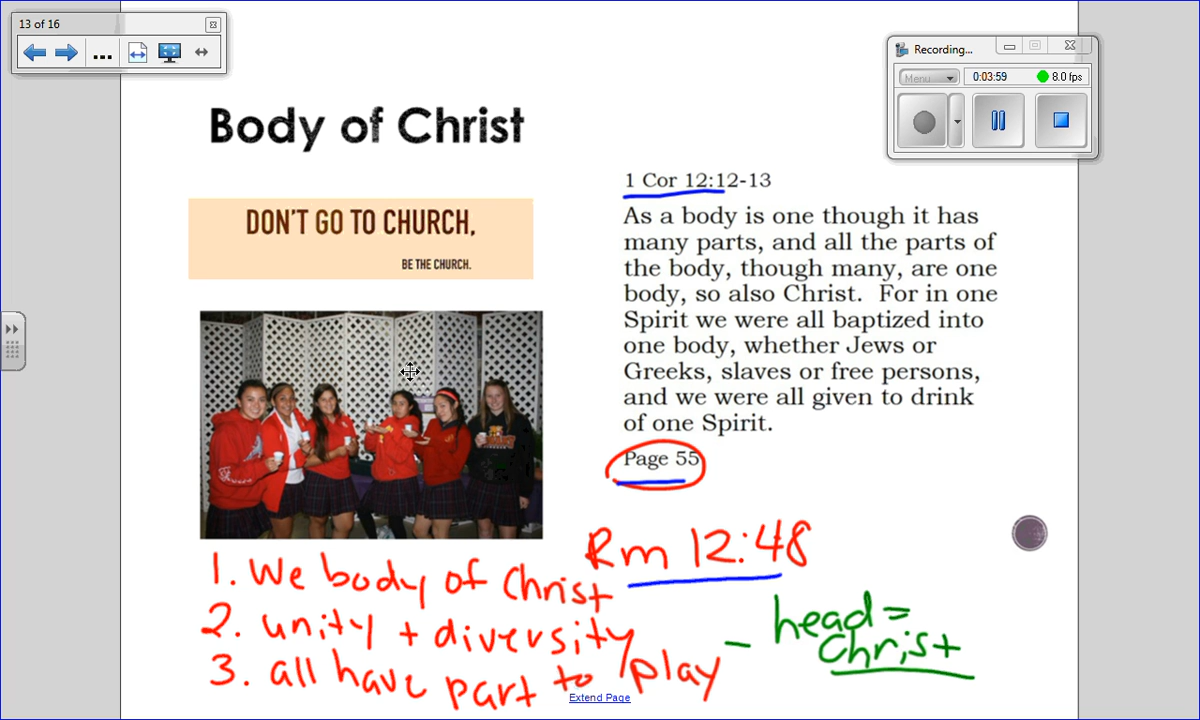 13 of 16
...
Recording...
Menu
0:03:59
8.0 fps
Body of Christ
DON'T GO TO CHURCH,
BE THE CHURCH.
1 Cor 12:12-13
As a body is one though it has
many parts, and all the parts of
the body, though many, are one
body, so also Christ. For in one
Spirit we were all baptized into
one body, whether Jews or
Greeks, slaves or free persons,
and we were all given to drink
of one Spirit.
Page 55
Rm 12:48
1. We body of Christ
2. unity + diversity
3. all have part to play
- head =
Christ
Extend Page